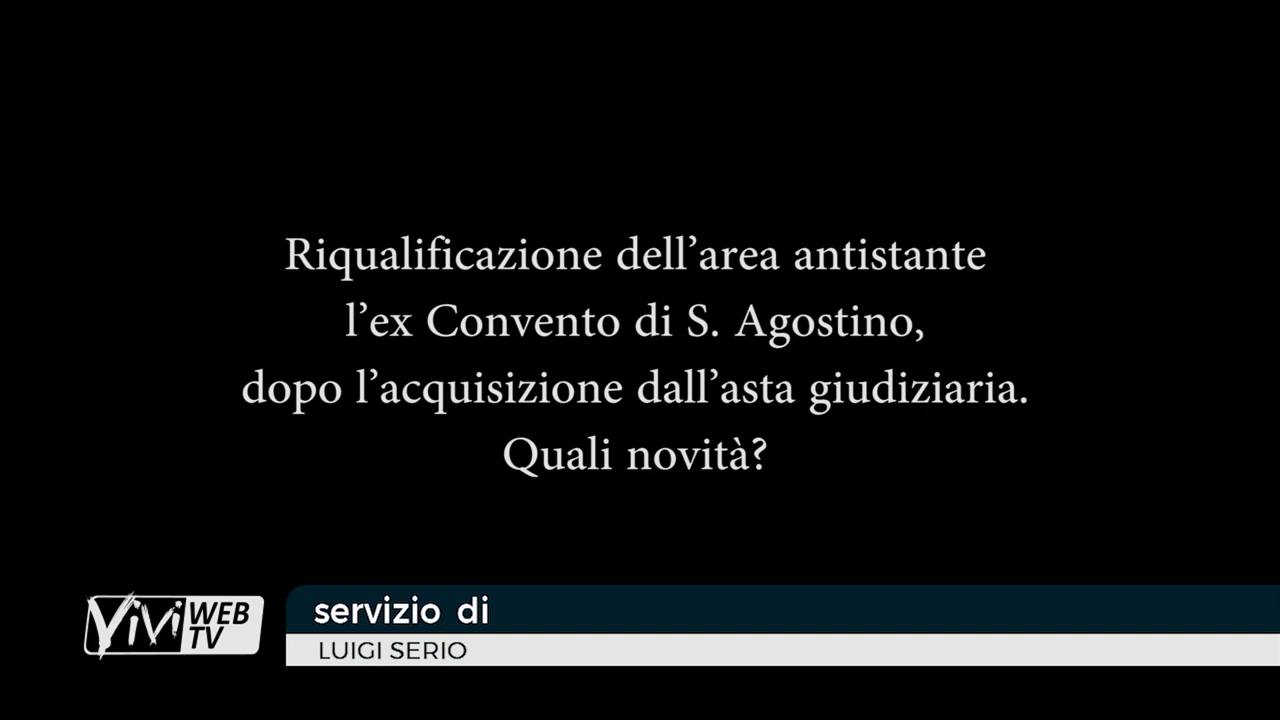 Riqualificazione dell’area antistante
l’ex Convento di S. Agostino,
dopo l’acquisizione dall’asta giudiziaria.
Quali novità?
ViVi WEB TV
servizio di
LUIGI SERIO